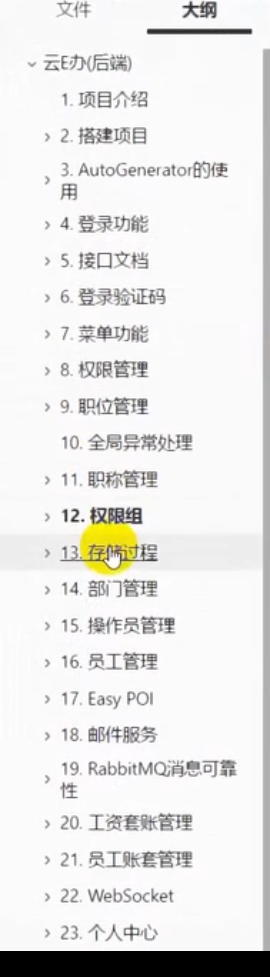 文件 大纲
云E办(后端)
1. 项目介绍
2. 搭建项目
3. AutoGenerator的使
用
4. 登录功能
5. 接口文档
6. 登录验证码
7. 菜单功能
8. 权限管理
9. 职位管理
10. 全局异常处理
11. 职称管理
12. 权限组
13. 存储过程
14. 部门管理
15. 操作员管理
16. 员工管理
17. Easy POI
18. 邮件服务
19. RabbitMQ消息可靠
性
20. 工资套账管理
21. 员工账套管理
22. WebSocket
23. 个人中心